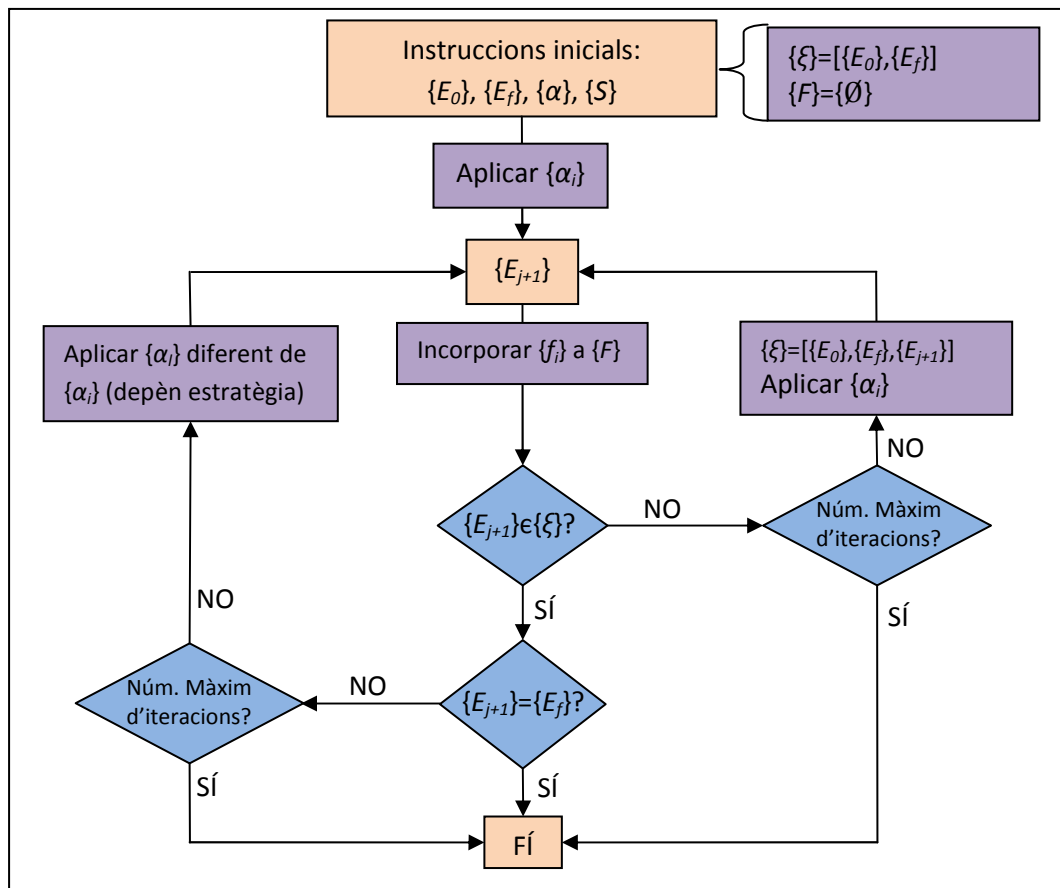 Instruccions inicials:
{E0}, {Ef}, {α}, {S}
{ξ}=[{E0},{Ef}]
{F}={Ø}
Aplicar {αi}
{Ej+1}
Aplicar {αl} diferent de
{αi} (depèn estratègia)
Incorporar {fi} a {F}
{ξ}=[{E0},{Ef},{Ej+1}]
Aplicar {αi}
NO
{Ej+1}є{ξ}?
NO
Núm. Màxim
d’iteracions?
NO
SÍ
SÍ
Núm. Màxim
d’iteracions?
NO
{Ej+1}={Ef}?
SÍ
SÍ
FÍ